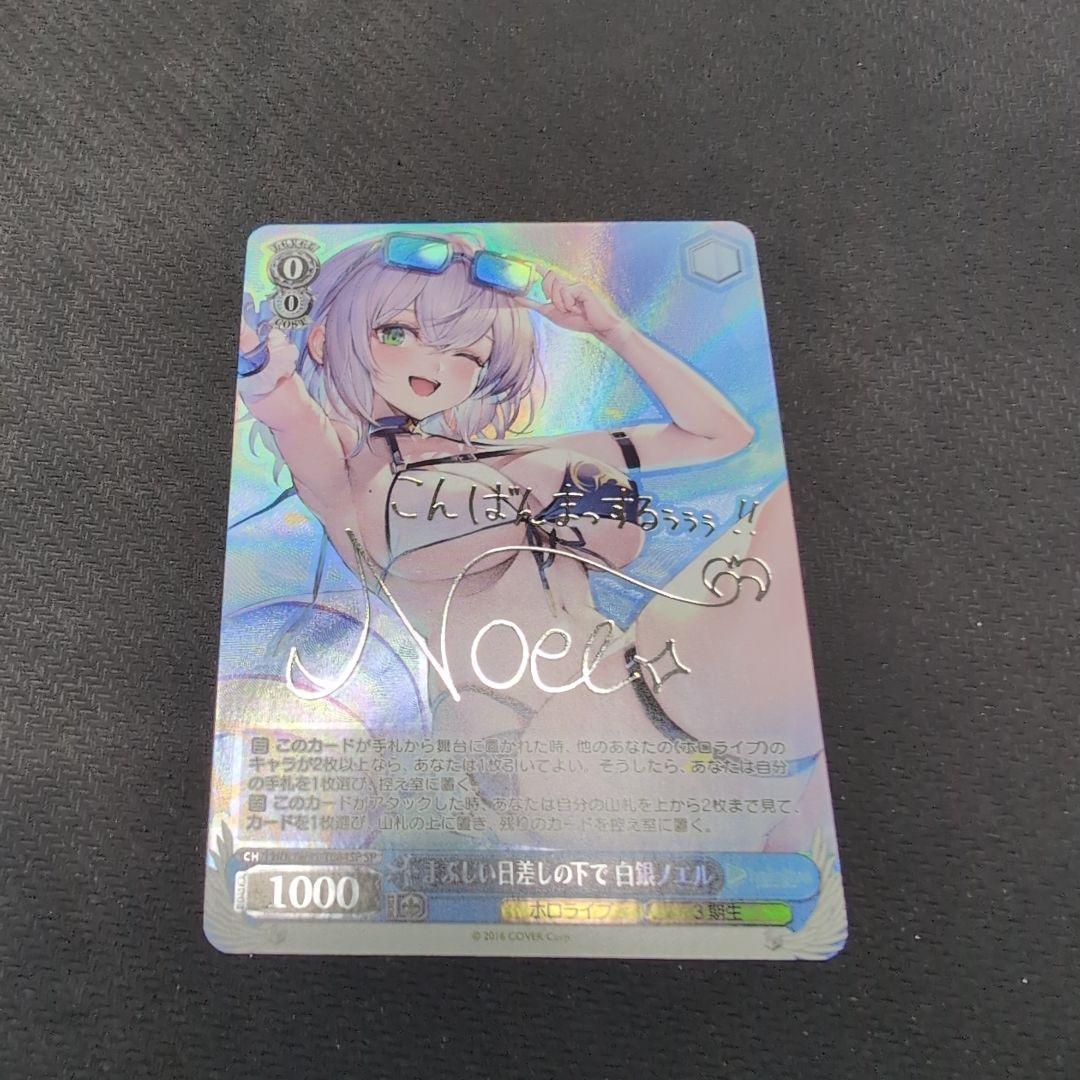 LEVEL
0
0
COST
こんばんまっするぅぅぅ!!
Noel
このカードが手札から舞台に置かれた時、他のあなたの《ホロライブ》の
キャラが2枚以上なら、あなたは1枚引いてよい。そうしたら、あなたは自分
の手札を1枚選び、控え室に置く。
このカードがアタックした時、あなたは自分の山札を上から2枚まで見て、
カードを1枚選び、山札の上に置き、残りのカードを控え室に置く。
CH
SP
1000
まぶしい日差しの下で 白銀ノエル
ホロライブ 3期生
© 2016 COVER Corp.